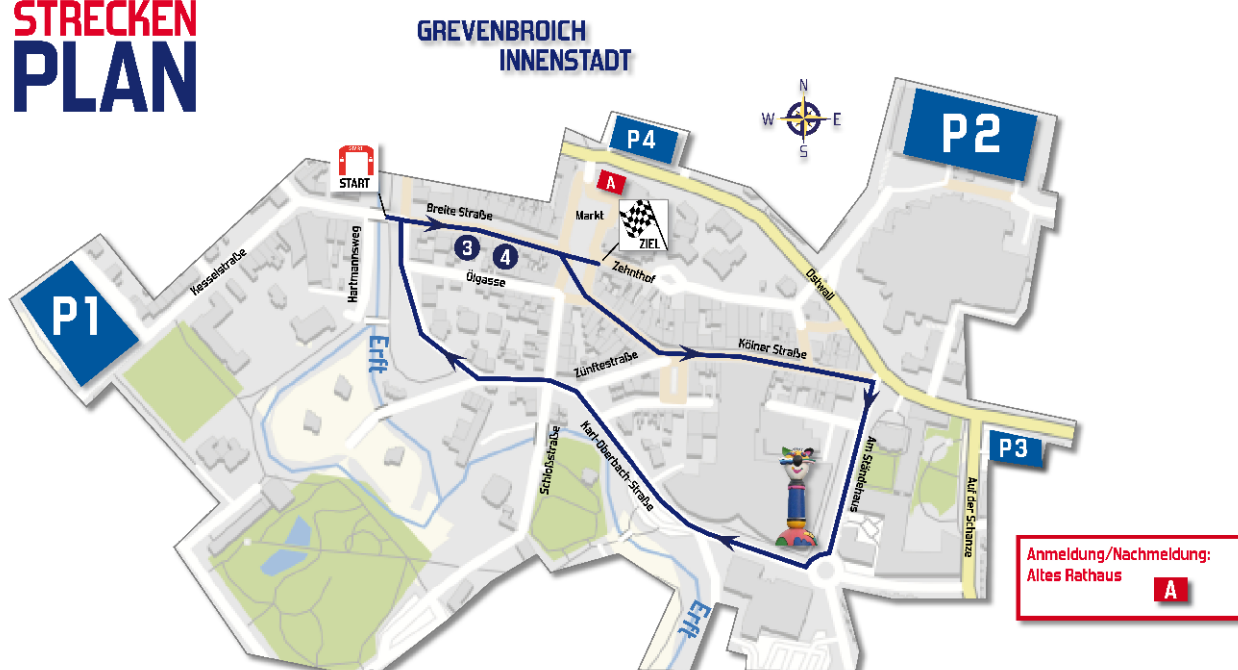 STRECKEN
PLAN
GREVENBROICH
INNENSTADT
N
W E
S
P4
P2
A
START
Breite Straße
Markt
ZIEL
3
4
Zehnthof
Ölgasse
Hartmannsweg
Kesselstraße
Ostwall
P1
Erft
Zünftestraße
Kölner Straße
Schloßstraße
Karl-Oberbach-Straße
Am Ständehaus
P3
Auf der Schanze
Erft
Anmeldung/Nachmeldung:
Altes Rathaus
A